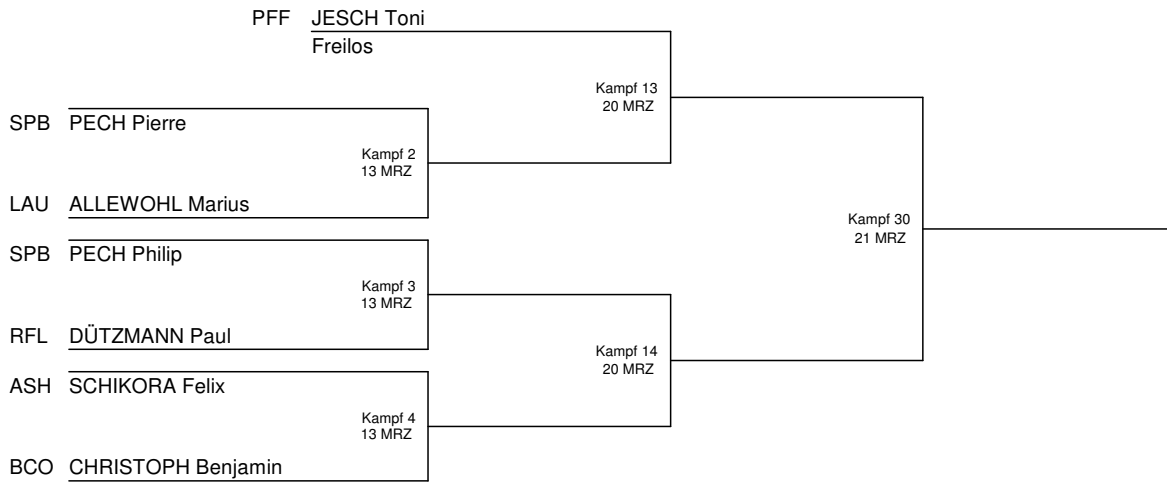 PFF JESCH Toni
Freilos
Kampf 13
20 MRZ
SPB PECH Pierre
Kampf 2
13 MRZ
LAU ALLEWOHL Marius
Kampf 30
21 MRZ
SPB PECH Philip
Kampf 3
13 MRZ
RFL DÜTZMANN Paul
Kampf 14
20 MRZ
ASH SCHIKORA Felix
Kampf 4
13 MRZ
BCO CHRISTOPH Benjamin